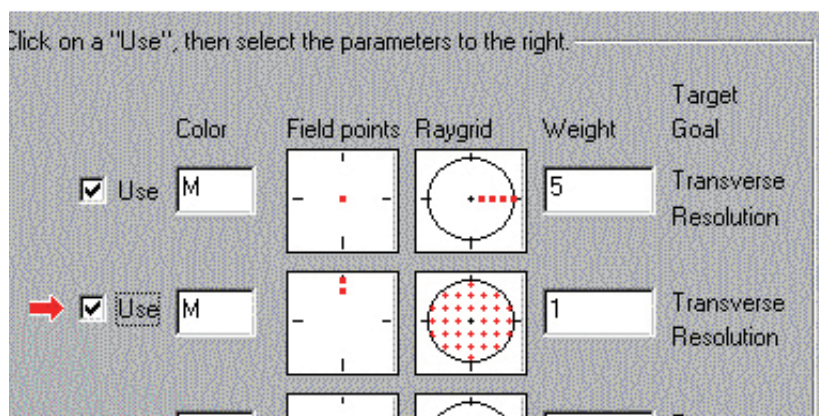 Click on a "Use", then select the parameters to the right.
Target
Color Field points Raygrid Weight Goal
Use M 5 Transverse
Resolution
Use M 1 Transverse
Resolution